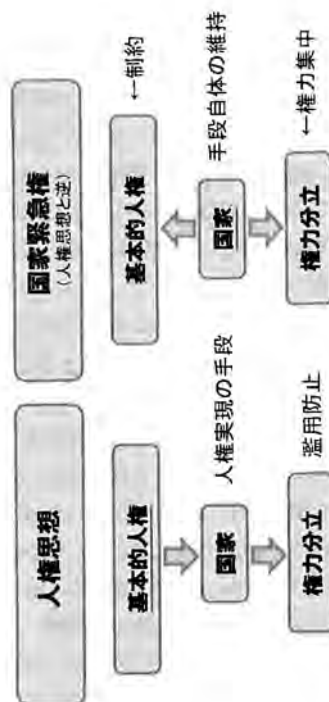 人権思想
基本的人権
国家
人権実現の手段
権力分立
濫用防止
国家緊急権
（人権思想と逆）
基本的人権
←制約
国家
手段自体の維持
権力分立
←権力集中